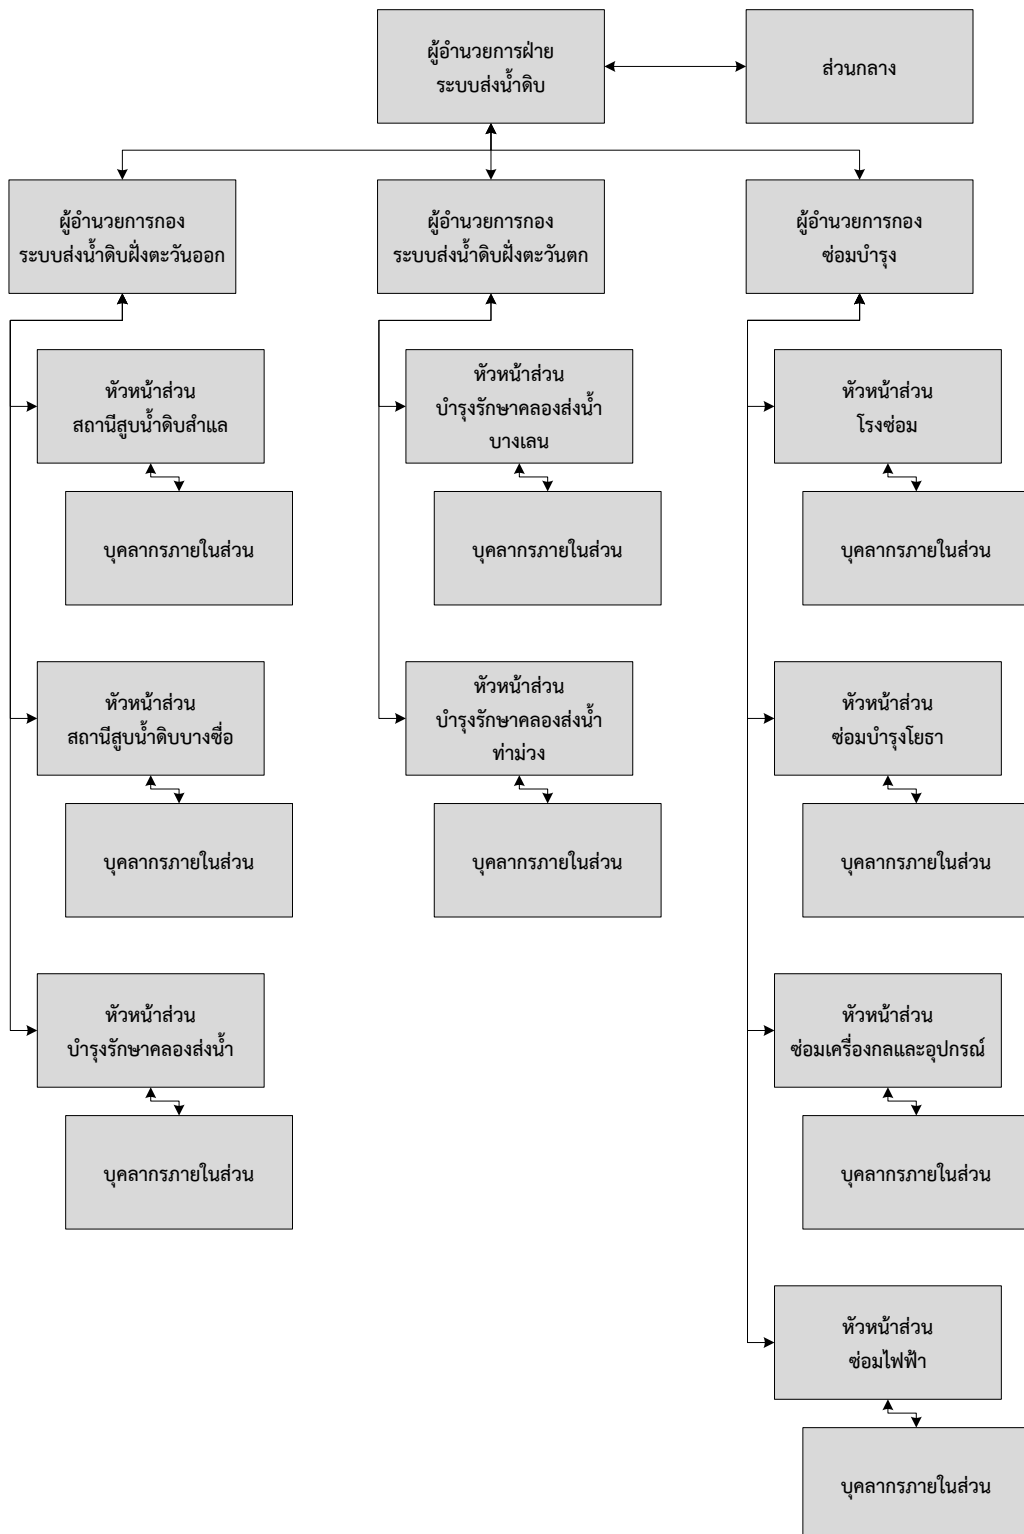 ผู้อำนวยการฝ่าย
ระบบส่งน้ำดิบ
ส่วนกลาง
ผู้อำนวยการกอง
ระบบส่งน้ำดิบฝั่งตะวันออก
ผู้อำนวยการกอง
ระบบส่งน้ำดิบฝั่งตะวันตก
ผู้อำนวยการกอง
ซ่อมบำรุง
หัวหน้าส่วน
สถานีสูบน้ำดิบสำแล
บุคลากรภายในส่วน
หัวหน้าส่วน
สถานีสูบน้ำดิบบางซื่อ
บุคลากรภายในส่วน
หัวหน้าส่วน
บำรุงรักษาคลองส่งน้ำ
บุคลากรภายในส่วน
หัวหน้าส่วน
บำรุงรักษาคลองส่งน้ำ
บางเลน
บุคลากรภายในส่วน
หัวหน้าส่วน
บำรุงรักษาคลองส่งน้ำ
ท่าม่วง
บุคลากรภายในส่วน
หัวหน้าส่วน
โรงซ่อม
บุคลากรภายในส่วน
หัวหน้าส่วน
ซ่อมบำรุงโยธา
บุคลากรภายในส่วน
หัวหน้าส่วน
ซ่อมเครื่องกลและอุปกรณ์
บุคลากรภายในส่วน
หัวหน้าส่วน
ซ่อมไฟฟ้า
บุคลากรภายในส่วน